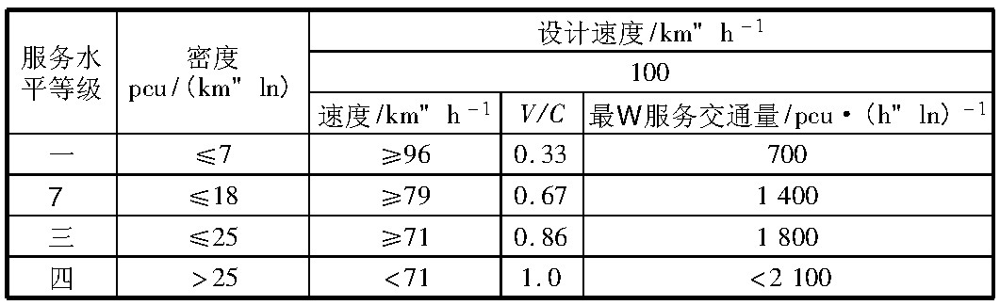 服务水平等级 密度 pcu/(km" ln) 设计速度/km" h⁻¹
100
速度/km" h⁻¹ V/C 最W服务交通量/pcu·(h" ln)⁻¹
一 ≤7 ≥96 0.33 700
7 ≤18 ≥79 0.67 1 400
三 ≤25 ≥71 0.86 1 800
四 >25 <71 1.0 <2 100